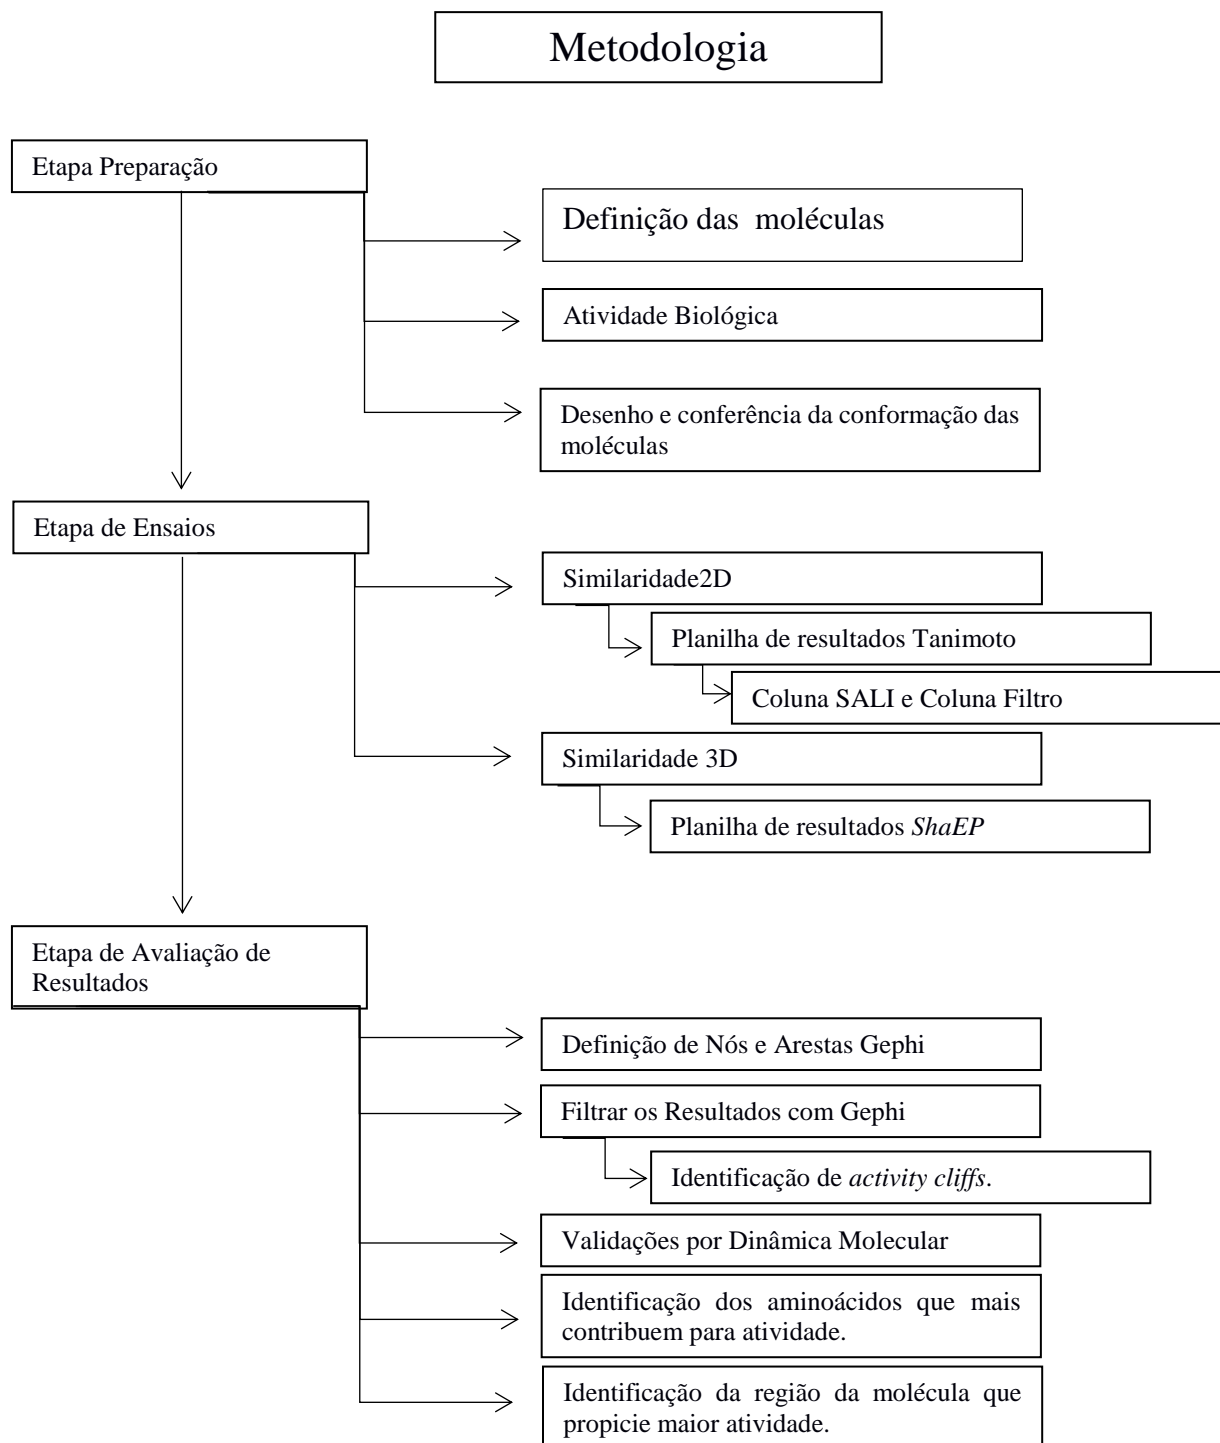 Metodologia
Etapa Preparação
Definição das  moléculas
Atividade Biológica
Desenho e conferência da conformação das
moléculas
Etapa de Ensaios
Similaridade2D
Planilha de resultados Tanimoto
Coluna SALI e Coluna Filtro
Similaridade 3D
Planilha de resultados ShaEP
Etapa de Avaliação de
Resultados
Definição de Nós e Arestas Gephi
Filtrar os Resultados com Gephi
Identificação de activity cliffs.
Validações por Dinâmica Molecular
Identificação dos aminoácidos que mais
contribuem para atividade.
Identificação da região da molécula que
propicie maior atividade.